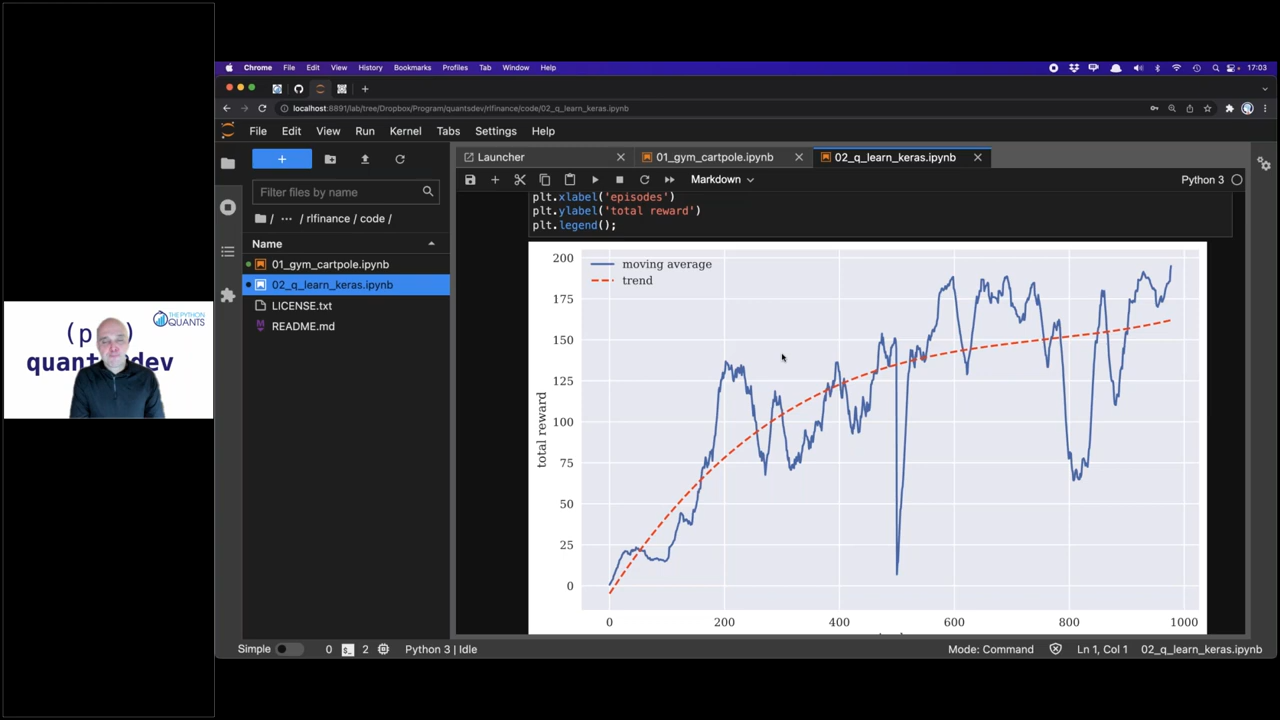 Chrome File Edit View History Bookmarks Profiles Tab Window Help 17:03
localhost:8891/lab/tree/Dropbox/Program/quantsdev/rlfinance/code/02_q_learn_keras.ipynb
File Edit View Run Kernel Tabs Settings Help
Launcher 01_gym_cartpole.ipynb 02_q_learn_keras.ipynb
Markdown Python 3
Filter files by name
/ ... / rlfinance / code /
Name
01_gym_cartpole.ipynb
02_q_learn_keras.ipynb
LICENSE.txt
README.md
plt.xlabel('episodes')
plt.ylabel('total reward')
plt.legend();
moving average
trend
200
175
150
125
100
75
50
25
0
total reward
0 200 400 600 800 1000
THE PYTHON
QUANTS
(p )
quants dev
Simple 0 2 Python 3 | Idle Mode: Command Ln 1, Col 1 02_q_learn_keras.ipynb